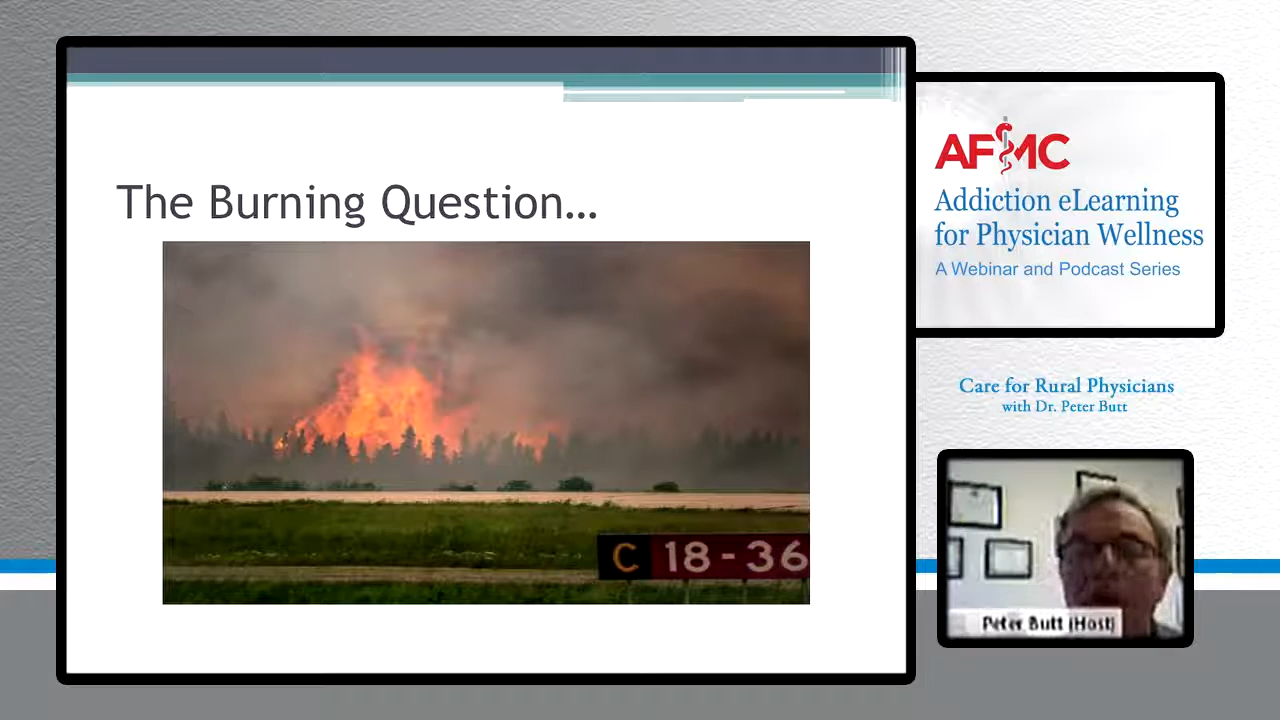 The Burning Question...
C 18-36
AFMC
Addiction eLearning
for Physician Wellness
A Webinar and Podcast Series
Care for Rural Physicians
with Dr. Peter Butt
Peter Butt (Host)